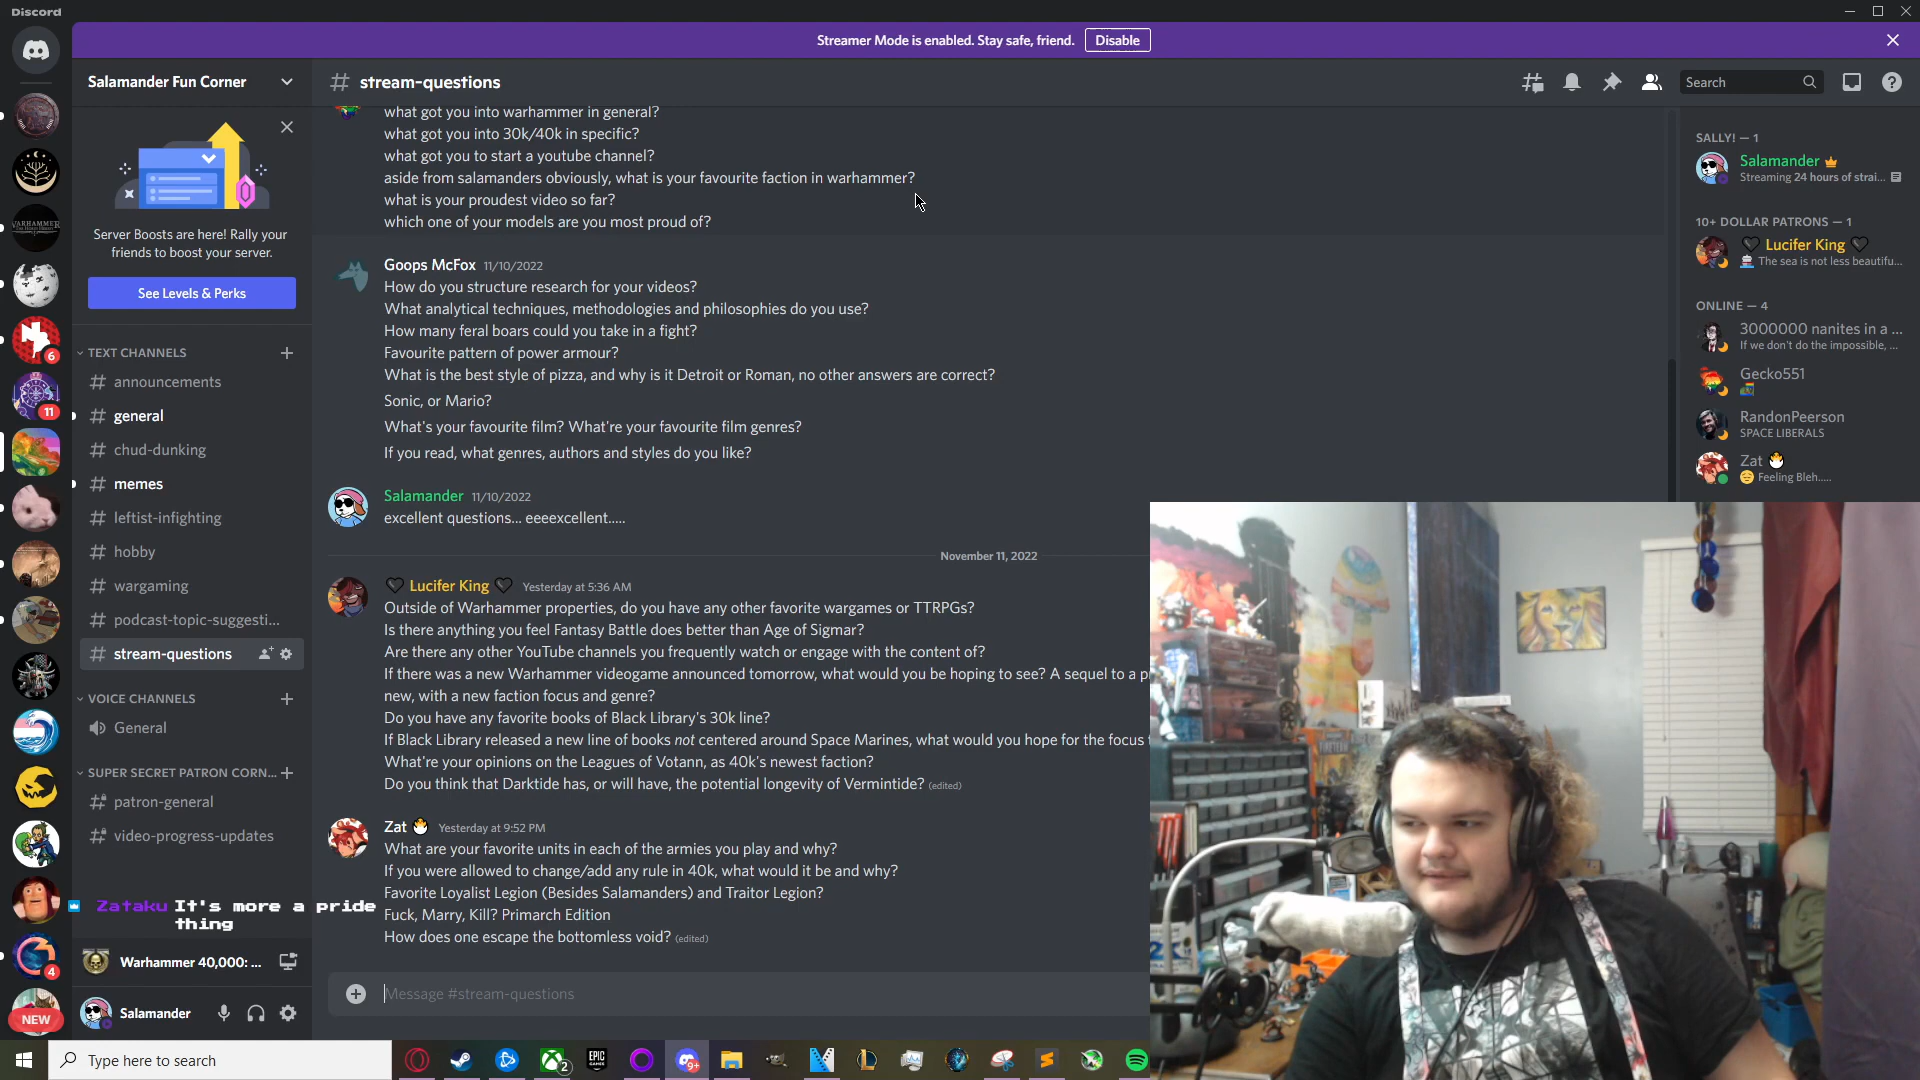 Discord
Streamer Mode is enabled. Stay safe, friend. Disable
Salamander Fun Corner
# stream-questions
Search
Server Boosts are here! Rally your
friends to boost your server.
See Levels & Perks
TEXT CHANNELS
# announcements
# general
# chud-dunking
# memes
# leftist-infighting
# hobby
# wargaming
# podcast-topic-suggesti...
# stream-questions
VOICE CHANNELS
General
SUPER SECRET PATRON CORN...
# patron-general
# video-progress-updates
Zataku It's more a pride
thing
Warhammer 40,000: ...
Salamander
6
11
4
NEW
WARHAMMER
what got you into warhammer in general?
what got you into 30k/40k in specific?
what got you to start a youtube channel?
aside from salamanders obviously, what is your favourite faction in warhammer?
what is your proudest video so far?
which one of your models are you most proud of?
Goops McFox 11/10/2022
How do you structure research for your videos?
What analytical techniques, methodologies and philosophies do you use?
How many feral boars could you take in a fight?
Favourite pattern of power armour?
What is the best style of pizza, and why is it Detroit or Roman, no other answers are correct?
Sonic, or Mario?
What's your favourite film? What're your favourite film genres?
If you read, what genres, authors and styles do you like?
Salamander 11/10/2022
excellent questions... eeeexcellent.....
November 11, 2022
Lucifer King Yesterday at 5:36 AM
Outside of Warhammer properties, do you have any other favorite wargames or TTRPGs?
Is there anything you feel Fantasy Battle does better than Age of Sigmar?
Are there any other YouTube channels you frequently watch or engage with the content of?
If there was a new Warhammer videogame announced tomorrow, what would you be hoping to see? A sequel to a p
new, with a new faction focus and genre?
Do you have any favorite books of Black Library's 30k line?
If Black Library released a new line of books not centered around Space Marines, what would you hope for the focus t
What're your opinions on the Leagues of Votann, as 40k's newest faction?
Do you think that Darktide has, or will have, the potential longevity of Vermintide? (edited)
Zat Yesterday at 9:52 PM
What are your favorite units in each of the armies you play and why?
If you were allowed to change/add any rule in 40k, what would it be and why?
Favorite Loyalist Legion (Besides Salamanders) and Traitor Legion?
Fuck, Marry, Kill? Primarch Edition
How does one escape the bottomless void? (edited)
Message #stream-questions
SALLY! — 1
Salamander
Streaming 24 hours of strai...
10+ DOLLAR PATRONS — 1
Lucifer King
The sea is not less beautifu...
ONLINE — 4
3000000 nanites in a ...
If we don't do the impossible, ...
Gecko551
RandonPeerson
SPACE LIBERALS
Zat
Feeling Bleh.....
Type here to search
2
EPIC
GAMES
9+